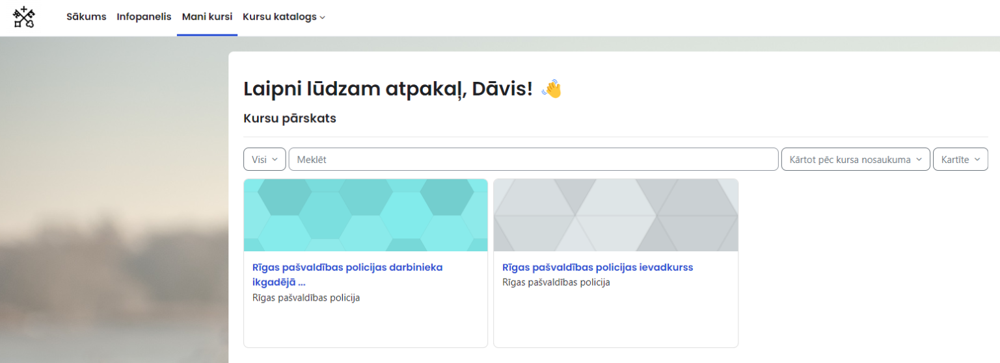 Sākums Infopanelis Mani kursi Kursu katalogs
Laipni lūdzam atpakaļ, Dāvis! 👋
Kursu pārskats
Visi Meklēt Kārtot pēc kursa nosaukuma Kartīte
Rīgas pašvaldības policijas darbinieka
ikgadējā ...
Rīgas pašvaldības policija
Rīgas pašvaldības policijas ievadkurss
Rīgas pašvaldības policija